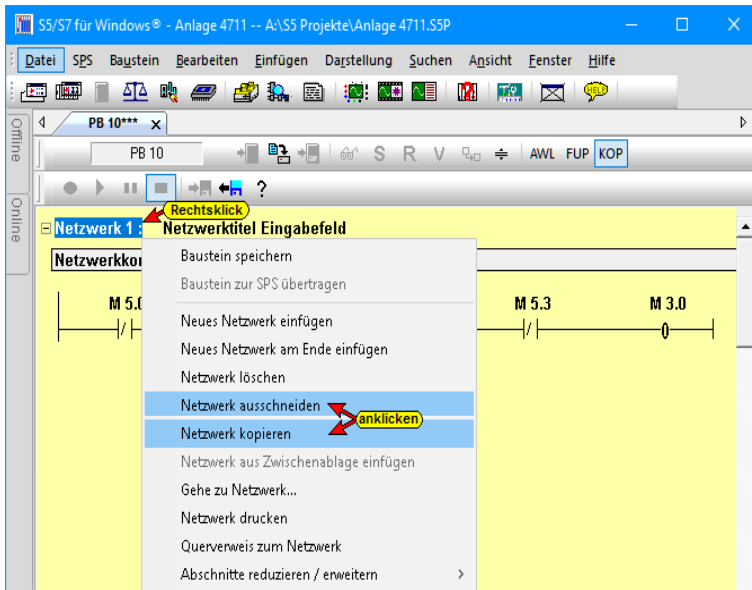 S5/S7 für Windows® - Anlage 4711 -- A:\S5 Projekte\Anlage 4711.S5P
Datei SPS Baustein Bearbeiten Einfügen Darstellung Suchen Ansicht Fenster Hilfe
HELP
Offline
Online
PB 10*** x
PB 10 S R V AWL FUP KOP
?
Rechtsklick
Netzwerk 1 : Netzwerktitel Eingabefeld
Netzwerkkor
M 5.0 M 5.3 M 3.0
Baustein speichern
Baustein zur SPS übertragen
Neues Netzwerk einfügen
Neues Netzwerk am Ende einfügen
Netzwerk löschen
Netzwerk ausschneiden
anklicken
Netzwerk kopieren
Netzwerk aus Zwischenablage einfügen
Gehe zu Netzwerk...
Netzwerk drucken
Querverweis zum Netzwerk
Abschnitte reduzieren / erweitern